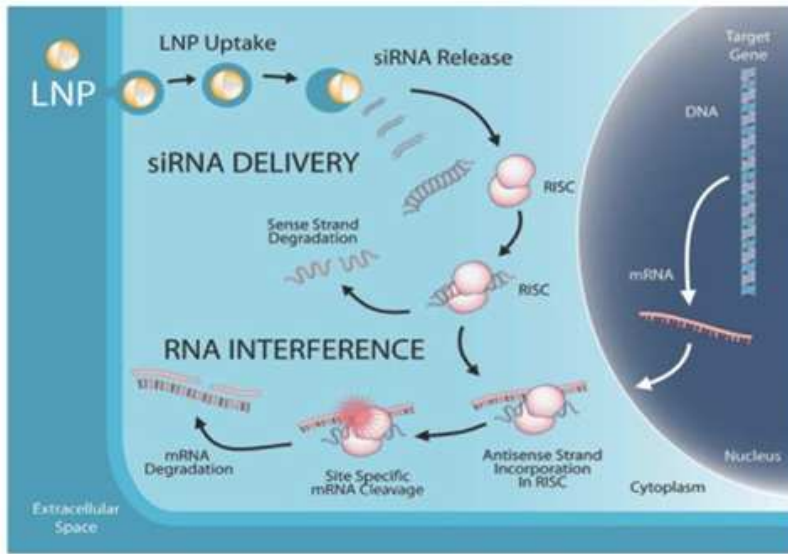 LNP
LNP Uptake
siRNA Release
siRNA DELIVERY
RISC
Sense Strand
Degradation
RISC
RNA INTERFERENCE
mRNA
Degradation
Site Specific
mRNA Cleavage
Antisense Strand
Incorporation
In RISC
Target
Gene
DNA
mRNA
Nucleus
Cytoplasm
Extracellular
Space